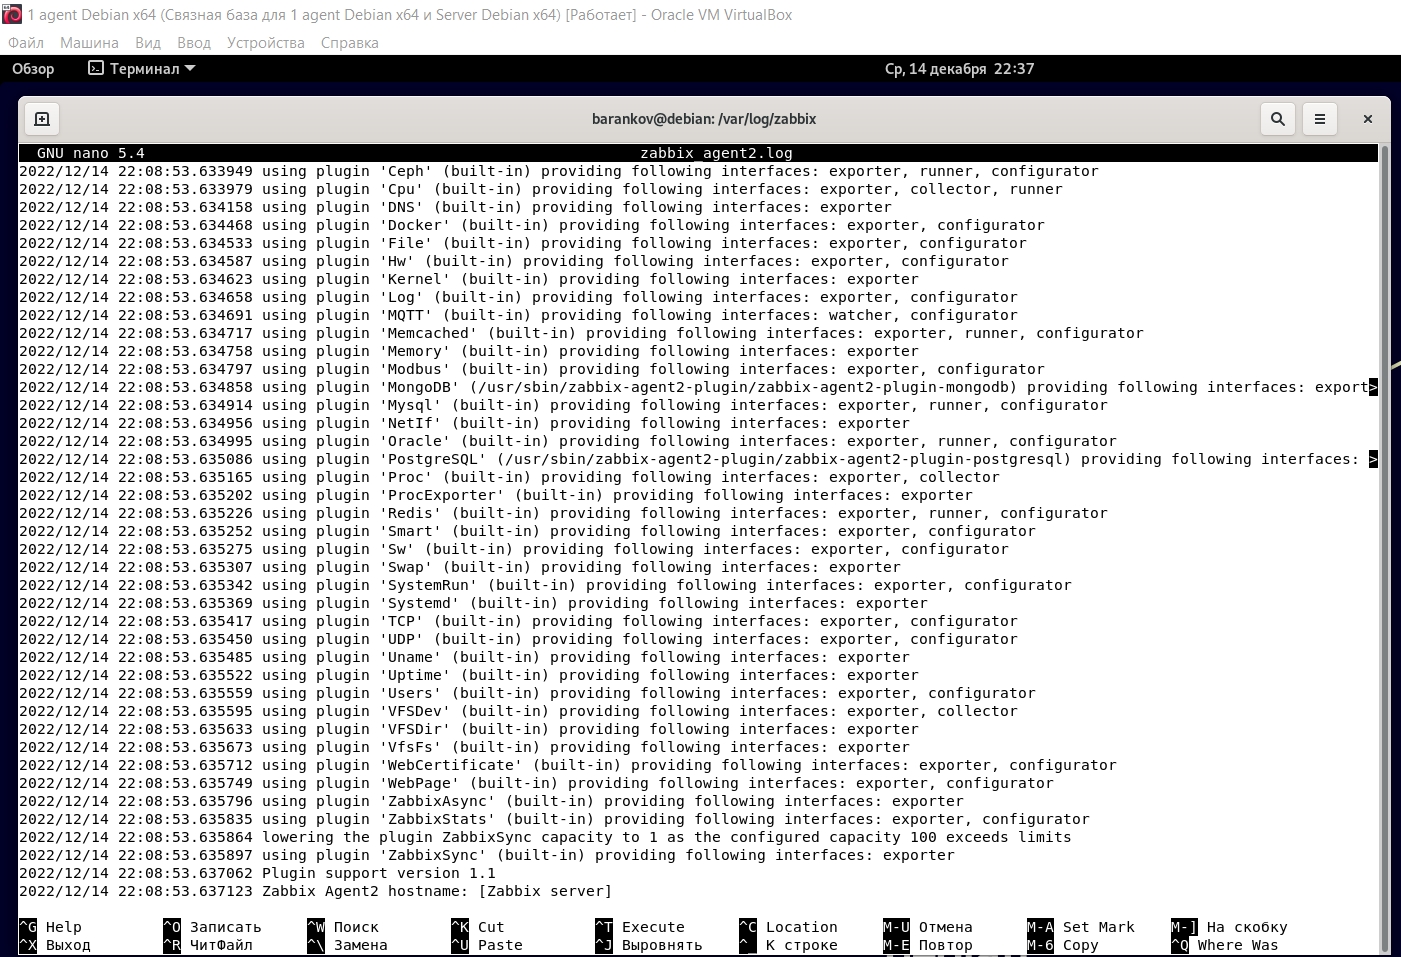 1 agent Debian x64 (Связная база для 1 agent Debian x64 и Server Debian x64) [Работает] - Oracle VM VirtualBox
Файл Машина Вид Ввод Устройства Справка
Обзор Терминал Ср, 14 декабря 22:37
barankov@debian: /var/log/zabbix
GNU nano 5.4 zabbix_agent2.log
2022/12/14 22:08:53.633949 using plugin 'Ceph' (built-in) providing following interfaces: exporter, runner, configurator
2022/12/14 22:08:53.633979 using plugin 'Cpu' (built-in) providing following interfaces: exporter, collector, runner
2022/12/14 22:08:53.634158 using plugin 'DNS' (built-in) providing following interfaces: exporter
2022/12/14 22:08:53.634468 using plugin 'Docker' (built-in) providing following interfaces: exporter, configurator
2022/12/14 22:08:53.634533 using plugin 'File' (built-in) providing following interfaces: exporter, configurator
2022/12/14 22:08:53.634587 using plugin 'Hw' (built-in) providing following interfaces: exporter, configurator
2022/12/14 22:08:53.634623 using plugin 'Kernel' (built-in) providing following interfaces: exporter
2022/12/14 22:08:53.634658 using plugin 'Log' (built-in) providing following interfaces: exporter, configurator
2022/12/14 22:08:53.634691 using plugin 'MQTT' (built-in) providing following interfaces: watcher, configurator
2022/12/14 22:08:53.634717 using plugin 'Memcached' (built-in) providing following interfaces: exporter, runner, configurator
2022/12/14 22:08:53.634758 using plugin 'Memory' (built-in) providing following interfaces: exporter
2022/12/14 22:08:53.634797 using plugin 'Modbus' (built-in) providing following interfaces: exporter, configurator
2022/12/14 22:08:53.634858 using plugin 'MongoDB' (/usr/sbin/zabbix-agent2-plugin/zabbix-agent2-plugin-mongodb) providing following interfaces: export>
2022/12/14 22:08:53.634914 using plugin 'Mysql' (built-in) providing following interfaces: exporter, runner, configurator
2022/12/14 22:08:53.634956 using plugin 'NetIf' (built-in) providing following interfaces: exporter
2022/12/14 22:08:53.634995 using plugin 'Oracle' (built-in) providing following interfaces: exporter, runner, configurator
2022/12/14 22:08:53.635086 using plugin 'PostgreSQL' (/usr/sbin/zabbix-agent2-plugin/zabbix-agent2-plugin-postgresql) providing following interfaces: >
2022/12/14 22:08:53.635165 using plugin 'Proc' (built-in) providing following interfaces: exporter, collector
2022/12/14 22:08:53.635202 using plugin 'ProcExporter' (built-in) providing following interfaces: exporter
2022/12/14 22:08:53.635226 using plugin 'Redis' (built-in) providing following interfaces: exporter, runner, configurator
2022/12/14 22:08:53.635252 using plugin 'Smart' (built-in) providing following interfaces: exporter, configurator
2022/12/14 22:08:53.635275 using plugin 'Sw' (built-in) providing following interfaces: exporter, configurator
2022/12/14 22:08:53.635307 using plugin 'Swap' (built-in) providing following interfaces: exporter
2022/12/14 22:08:53.635342 using plugin 'SystemRun' (built-in) providing following interfaces: exporter, configurator
2022/12/14 22:08:53.635369 using plugin 'Systemd' (built-in) providing following interfaces: exporter
2022/12/14 22:08:53.635417 using plugin 'TCP' (built-in) providing following interfaces: exporter, configurator
2022/12/14 22:08:53.635450 using plugin 'UDP' (built-in) providing following interfaces: exporter, configurator
2022/12/14 22:08:53.635485 using plugin 'Uname' (built-in) providing following interfaces: exporter
2022/12/14 22:08:53.635522 using plugin 'Uptime' (built-in) providing following interfaces: exporter
2022/12/14 22:08:53.635559 using plugin 'Users' (built-in) providing following interfaces: exporter, configurator
2022/12/14 22:08:53.635595 using plugin 'VFSDev' (built-in) providing following interfaces: exporter, collector
2022/12/14 22:08:53.635633 using plugin 'VFSDir' (built-in) providing following interfaces: exporter
2022/12/14 22:08:53.635673 using plugin 'VfsFs' (built-in) providing following interfaces: exporter
2022/12/14 22:08:53.635712 using plugin 'WebCertificate' (built-in) providing following interfaces: exporter, configurator
2022/12/14 22:08:53.635749 using plugin 'WebPage' (built-in) providing following interfaces: exporter, configurator
2022/12/14 22:08:53.635796 using plugin 'ZabbixAsync' (built-in) providing following interfaces: exporter
2022/12/14 22:08:53.635835 using plugin 'ZabbixStats' (built-in) providing following interfaces: exporter, configurator
2022/12/14 22:08:53.635864 lowering the plugin ZabbixSync capacity to 1 as the configured capacity 100 exceeds limits
2022/12/14 22:08:53.635897 using plugin 'ZabbixSync' (built-in) providing following interfaces: exporter
2022/12/14 22:08:53.637062 Plugin support version 1.1
2022/12/14 22:08:53.637123 Zabbix Agent2 hostname: [Zabbix server]
^G Help ^O Записать ^W Поиск ^K Cut ^T Execute ^C Location M-U Отмена M-A Set Mark M-] На скобку
^X Выход ^R ЧитФайл ^\ Замена ^U Paste ^J Выровнять ^_ К строке M-E Повтор M-6 Copy ^Q Where Was